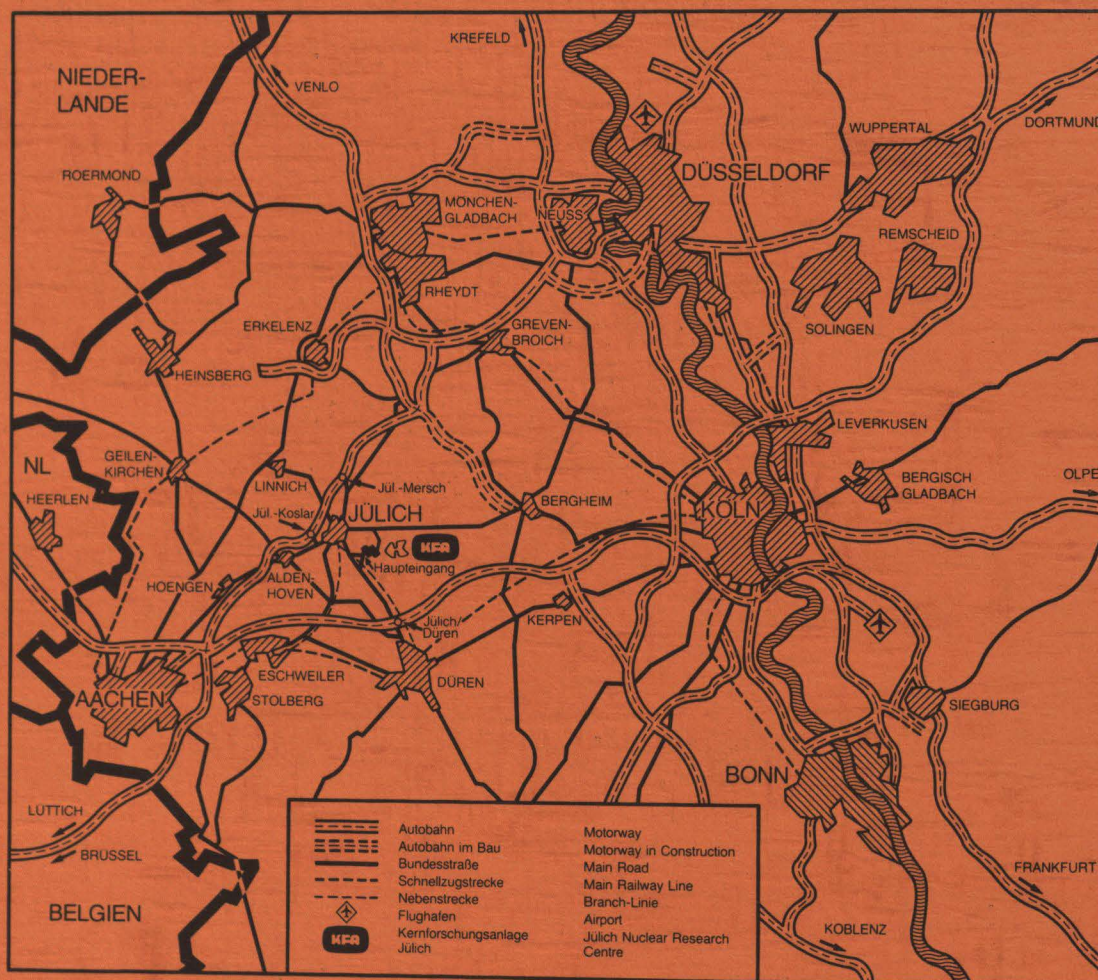 KREFELD
NIEDER-
LANDE
VENLO
WUPPERTAL
DORTMUND
ROERMOND
DÜSSELDORF
MÖNCHEN-
GLADBACH
NEUSS
REMSCHEID
RHEYDT
ERKELENZ
GREVEN-
BROICH
SOLINGEN
HEINSBERG
LEVERKUSEN
NL
GEILEN-
KIRCHEN
HEERLEN
LINNICH
Jül.-Mersch
BERGHEIM
BERGISCH
GLADBACH
OLPE
Jül.-Koslar
JÜLICH
KÖLN
KFA
Haupteingang
HOENGEN
ALDEN-
HOVEN
Jülich/
Düren
KERPEN
ESCHWEILER
DÜREN
AACHEN
STOLBERG
SIEGBURG
BONN
LÜTTICH
BRÜSSEL
BELGIEN
FRANKFURT
KOBLENZ
Autobahn Motorway
Autobahn im Bau Motorway in Construction
Bundesstraße Main Road
Schnellzugstrecke Main Railway Line
Nebenstrecke Branch-Linie
Flughafen Airport
KFA Kernforschungsanlage Jülich Nuclear Research
Jülich Centre